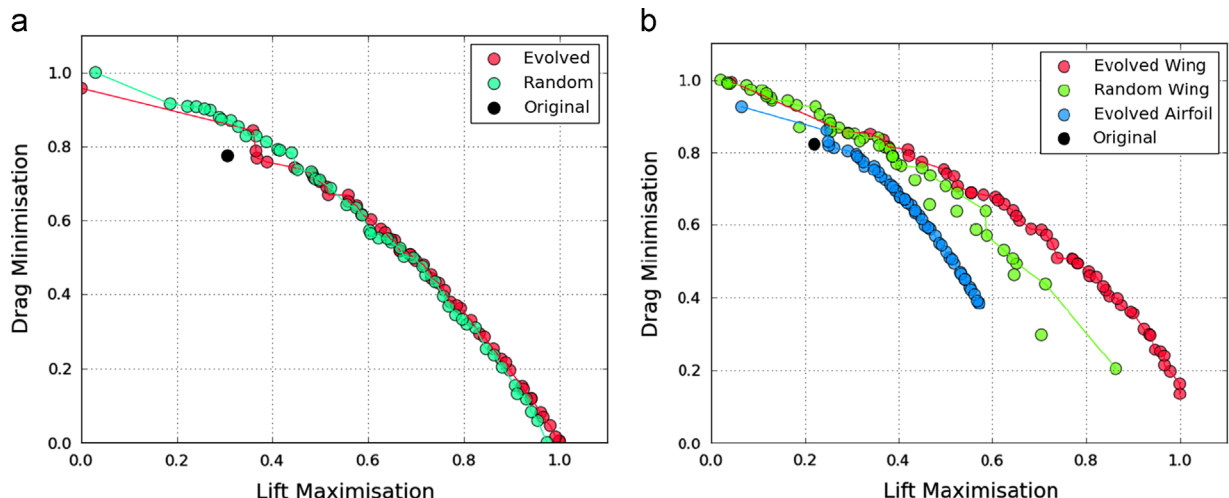 a
1.0
0.8
0.6
0.4
0.2
0.0
0.0 0.2 0.4 0.6 0.8 1.0
Drag Minimisation
Lift Maximisation
Evolved
Random
Original
b
1.0
0.8
0.6
0.4
0.2
0.0
0.0 0.2 0.4 0.6 0.8 1.0
Drag Minimisation
Lift Maximisation
Evolved Wing
Random Wing
Evolved Airfoil
Original